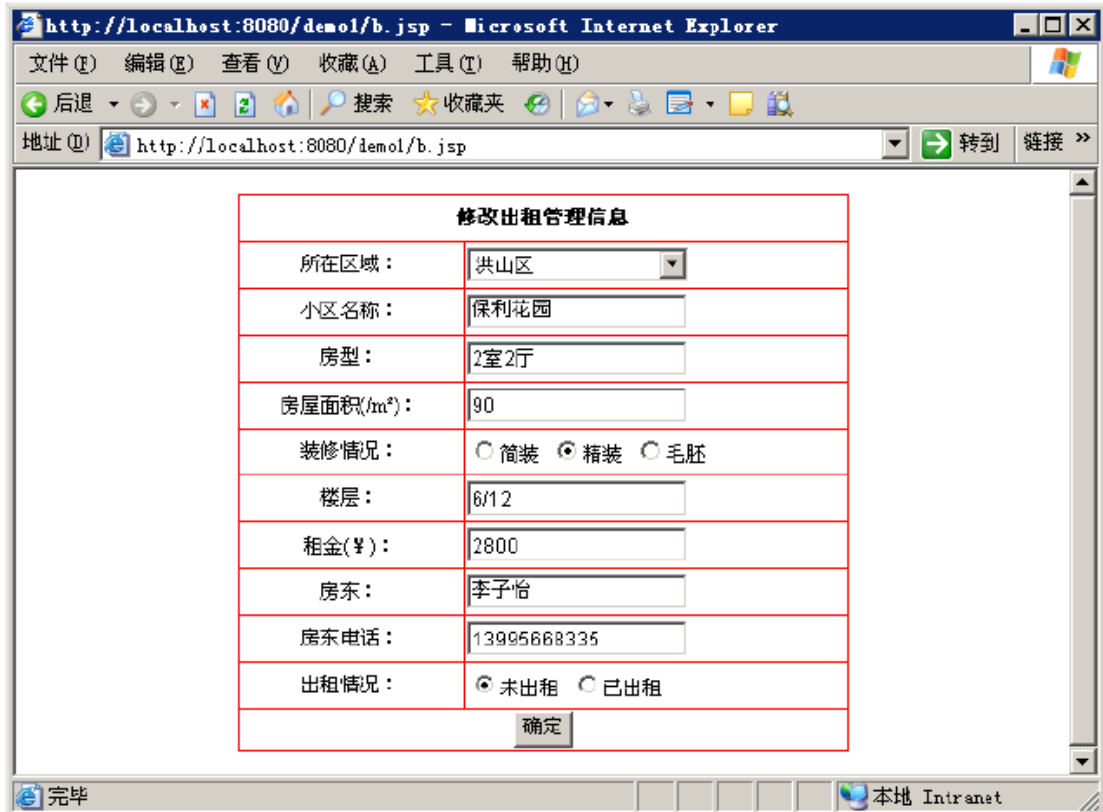 http://localhost:8080/demo1/b.jsp - Microsoft Internet Explorer
文件(F) 编辑(E) 查看(V) 收藏(A) 工具(T) 帮助(H)
后退 搜索 收藏夹
地址(D) http://localhost:8080/demo1/b.jsp 转到 链接 »
修改出租管理信息
所在区域： 洪山区
小区名称： 保利花园
房型： 2室2厅
房屋面积(/m²)： 90
装修情况： 简装 精装 毛胚
楼层： 6/12
租金(¥)： 2800
房东： 李子怡
房东电话： 13995668335
出租情况： 未出租 已出租
确定
完毕 本地 Intranet